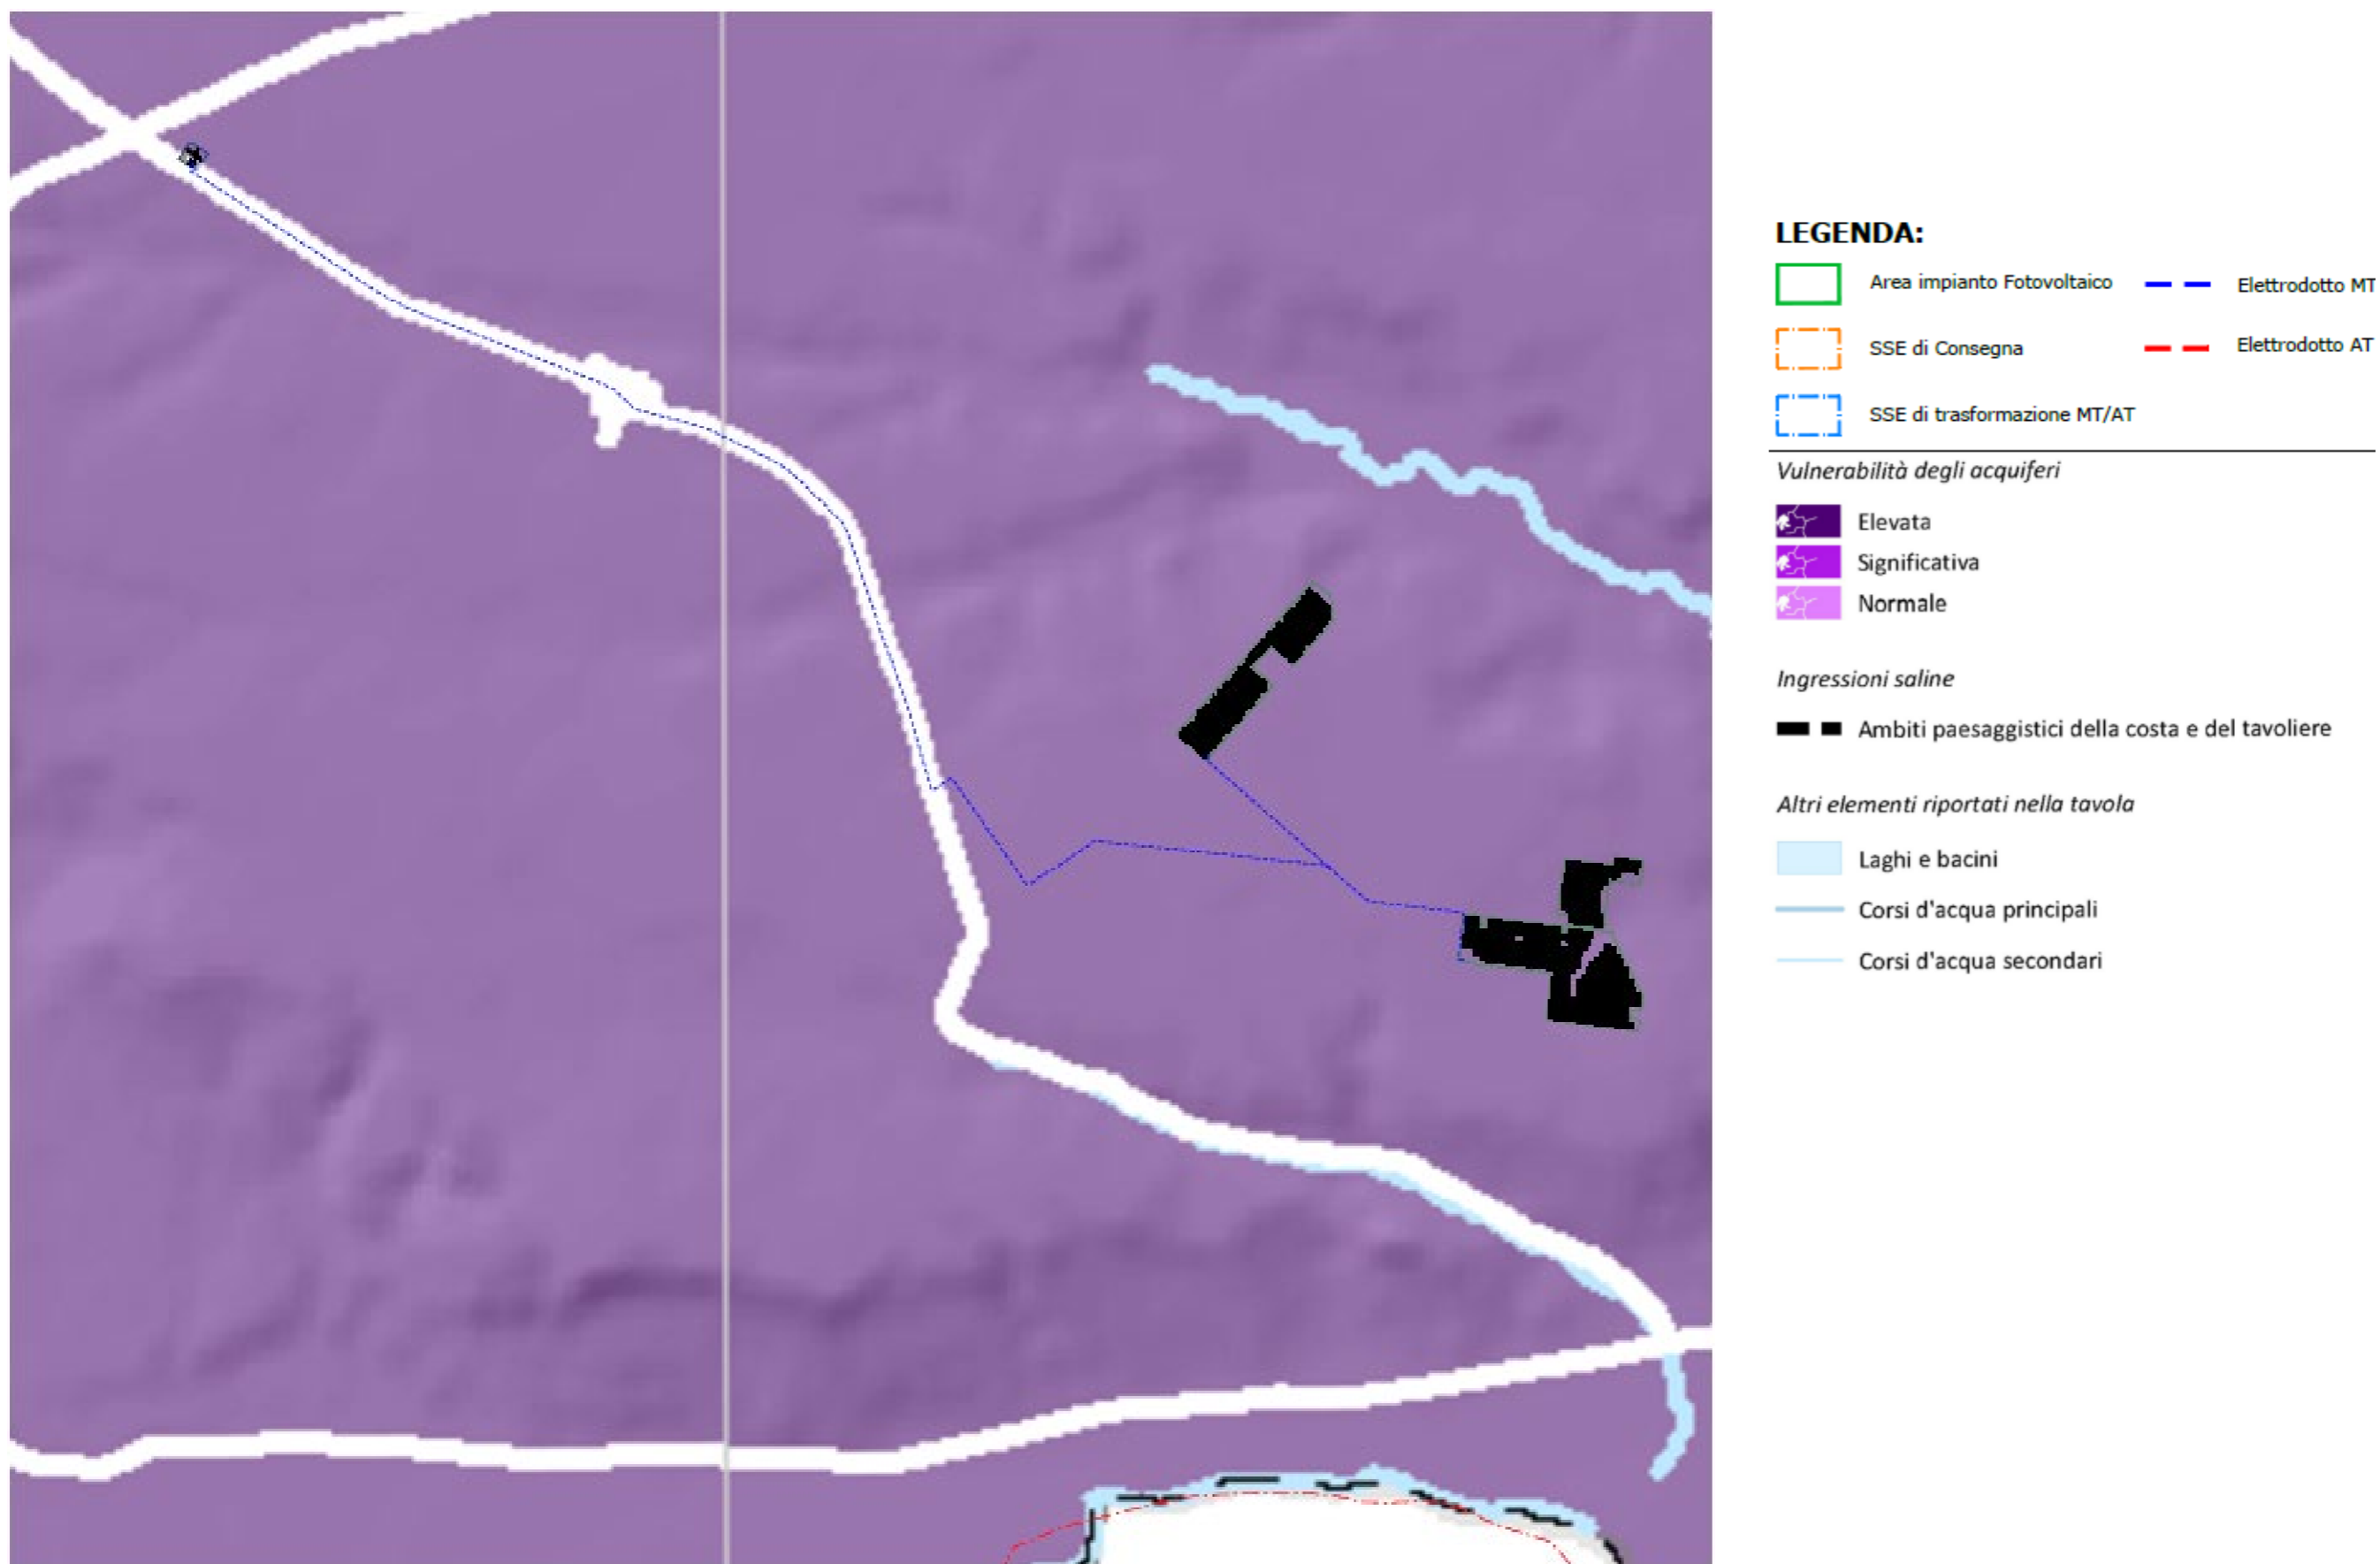 LEGENDA:
Area impianto Fotovoltaico
Elettrodotto MT
SSE di Consegna
Elettrodotto AT
SSE di trasformazione MT/AT
Vulnerabilità degli acquiferi
Elevata
Significativa
Normale
Ingressioni saline
Ambiti paesaggistici della costa e del tavoliere
Altri elementi riportati nella tavola
Laghi e bacini
Corsi d'acqua principali
Corsi d'acqua secondari